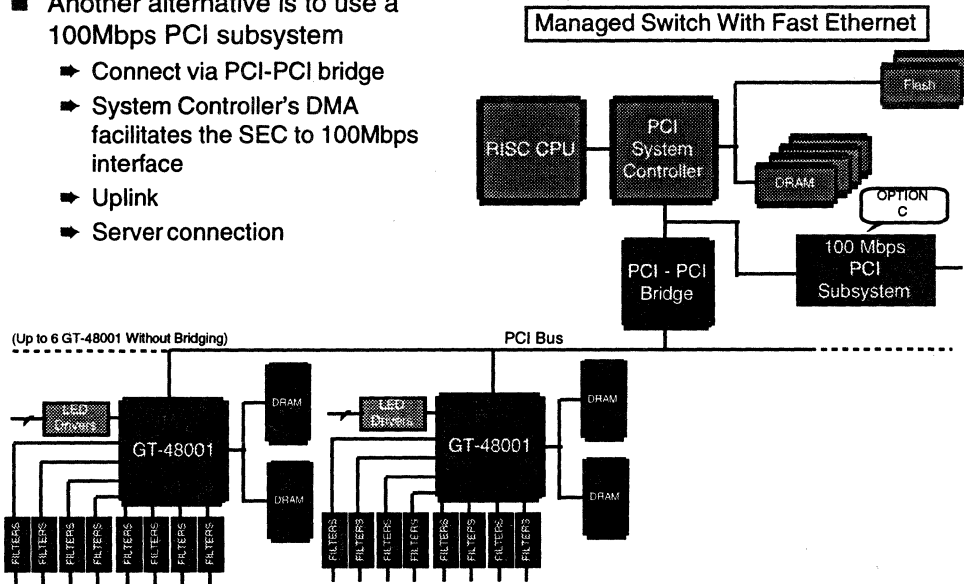 ■ Another alternative is to use a
100Mbps PCI subsystem
➨ Connect via PCI-PCI bridge
➨ System Controller's DMA
facilitates the SEC to 100Mbps
interface
➨ Uplink
➨ Server connection
Managed Switch With Fast Ethernet
Flash
RISC CPU
PCI
System
Controller
DRAM
OPTION
C
100 Mbps
PCI
Subsystem
PCI - PCI
Bridge
(Up to 6 GT-48001 Without Bridging)
PCI Bus
LED
Drivers
GT-48001
DRAM
DRAM
FILTERS
FILTERS
FILTERS
FILTERS
FILTERS
FILTERS
FILTERS
FILTERS
LED
Drivers
GT-48001
DRAM
DRAM
FILTERS
FILTERS
FILTERS
FILTERS
FILTERS
FILTERS
FILTERS
FILTERS